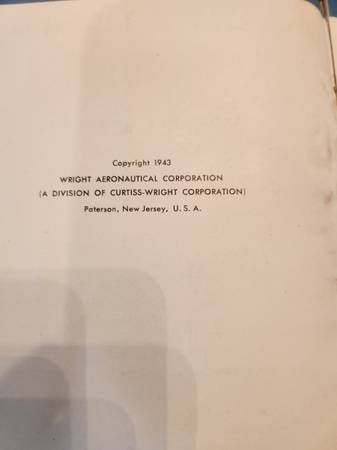 Copyright 1943
WRIGHT AERONAUTICAL CORPORATION
(A DIVISION OF CURTISS-WRIGHT CORPORATION)
Paterson, New Jersey, U. S. A.